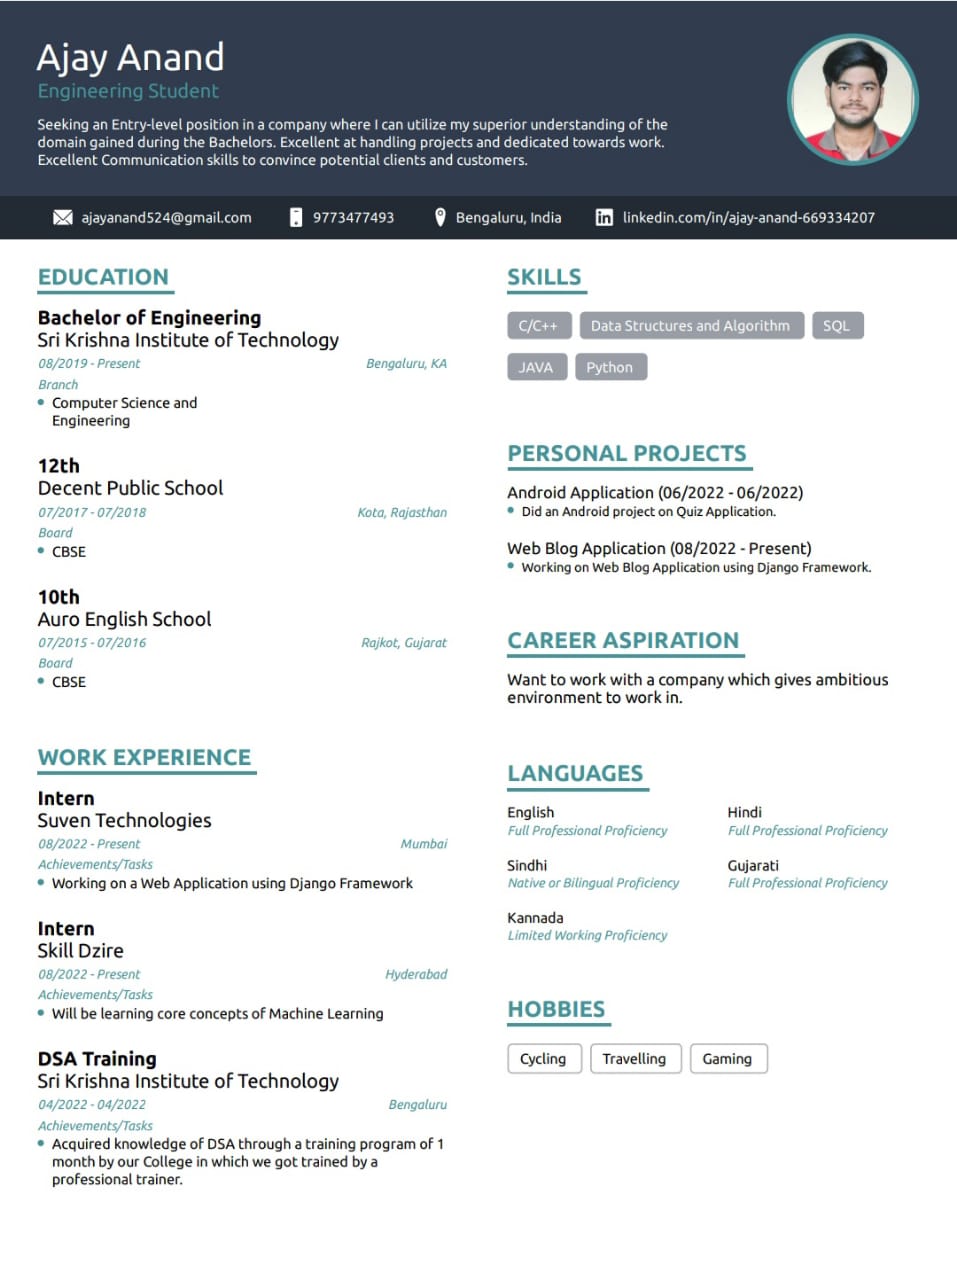 Ajay Anand
Engineering Student
Seeking an Entry-level position in a company where I can utilize my superior understanding of the
domain gained during the Bachelors. Excellent at handling projects and dedicated towards work.
Excellent Communication skills to convince potential clients and customers.
ajayanand524@gmail.com 9773477493 Bengaluru, India linkedin.com/in/ajay-anand-669334207
EDUCATION
Bachelor of Engineering
Sri Krishna Institute of Technology
08/2019 - Present Bengaluru, KA
Branch
Computer Science and
Engineering
12th
Decent Public School
07/2017 - 07/2018 Kota, Rajasthan
Board
CBSE
10th
Auro English School
07/2015 - 07/2016 Rajkot, Gujarat
Board
CBSE
WORK EXPERIENCE
Intern
Suven Technologies
08/2022 - Present Mumbai
Achievements/Tasks
Working on a Web Application using Django Framework
Intern
Skill Dzire
08/2022 - Present Hyderabad
Achievements/Tasks
Will be learning core concepts of Machine Learning
DSA Training
Sri Krishna Institute of Technology
04/2022 - 04/2022 Bengaluru
Achievements/Tasks
Acquired knowledge of DSA through a training program of 1
month by our College in which we got trained by a
professional trainer.
SKILLS
C/C++ Data Structures and Algorithm SQL
JAVA Python
PERSONAL PROJECTS
Android Application (06/2022 - 06/2022)
Did an Android project on Quiz Application.
Web Blog Application (08/2022 - Present)
Working on Web Blog Application using Django Framework.
CAREER ASPIRATION
Want to work with a company which gives ambitious
environment to work in.
LANGUAGES
English Hindi
Full Professional Proficiency Full Professional Proficiency
Sindhi Gujarati
Native or Bilingual Proficiency Full Professional Proficiency
Kannada
Limited Working Proficiency
HOBBIES
Cycling Travelling Gaming